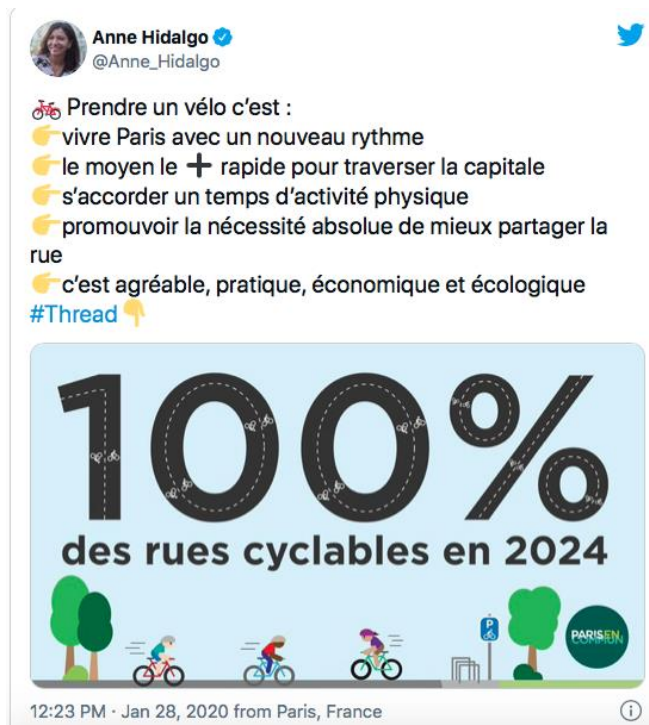 Anne Hidalgo
@Anne_Hidalgo
🚲 Prendre un vélo c’est :
👉vivre Paris avec un nouveau rythme
👉le moyen le ➕ rapide pour traverser la capitale
👉s’accorder un temps d’activité physique
👉promouvoir la nécessité absolue de mieux partager la
rue
👉c’est agréable, pratique, économique et écologique
#Thread👇
100%
des rues cyclables en 2024
P
PARISEN
COMMUN
12:23 PM · Jan 28, 2020 from Paris, France